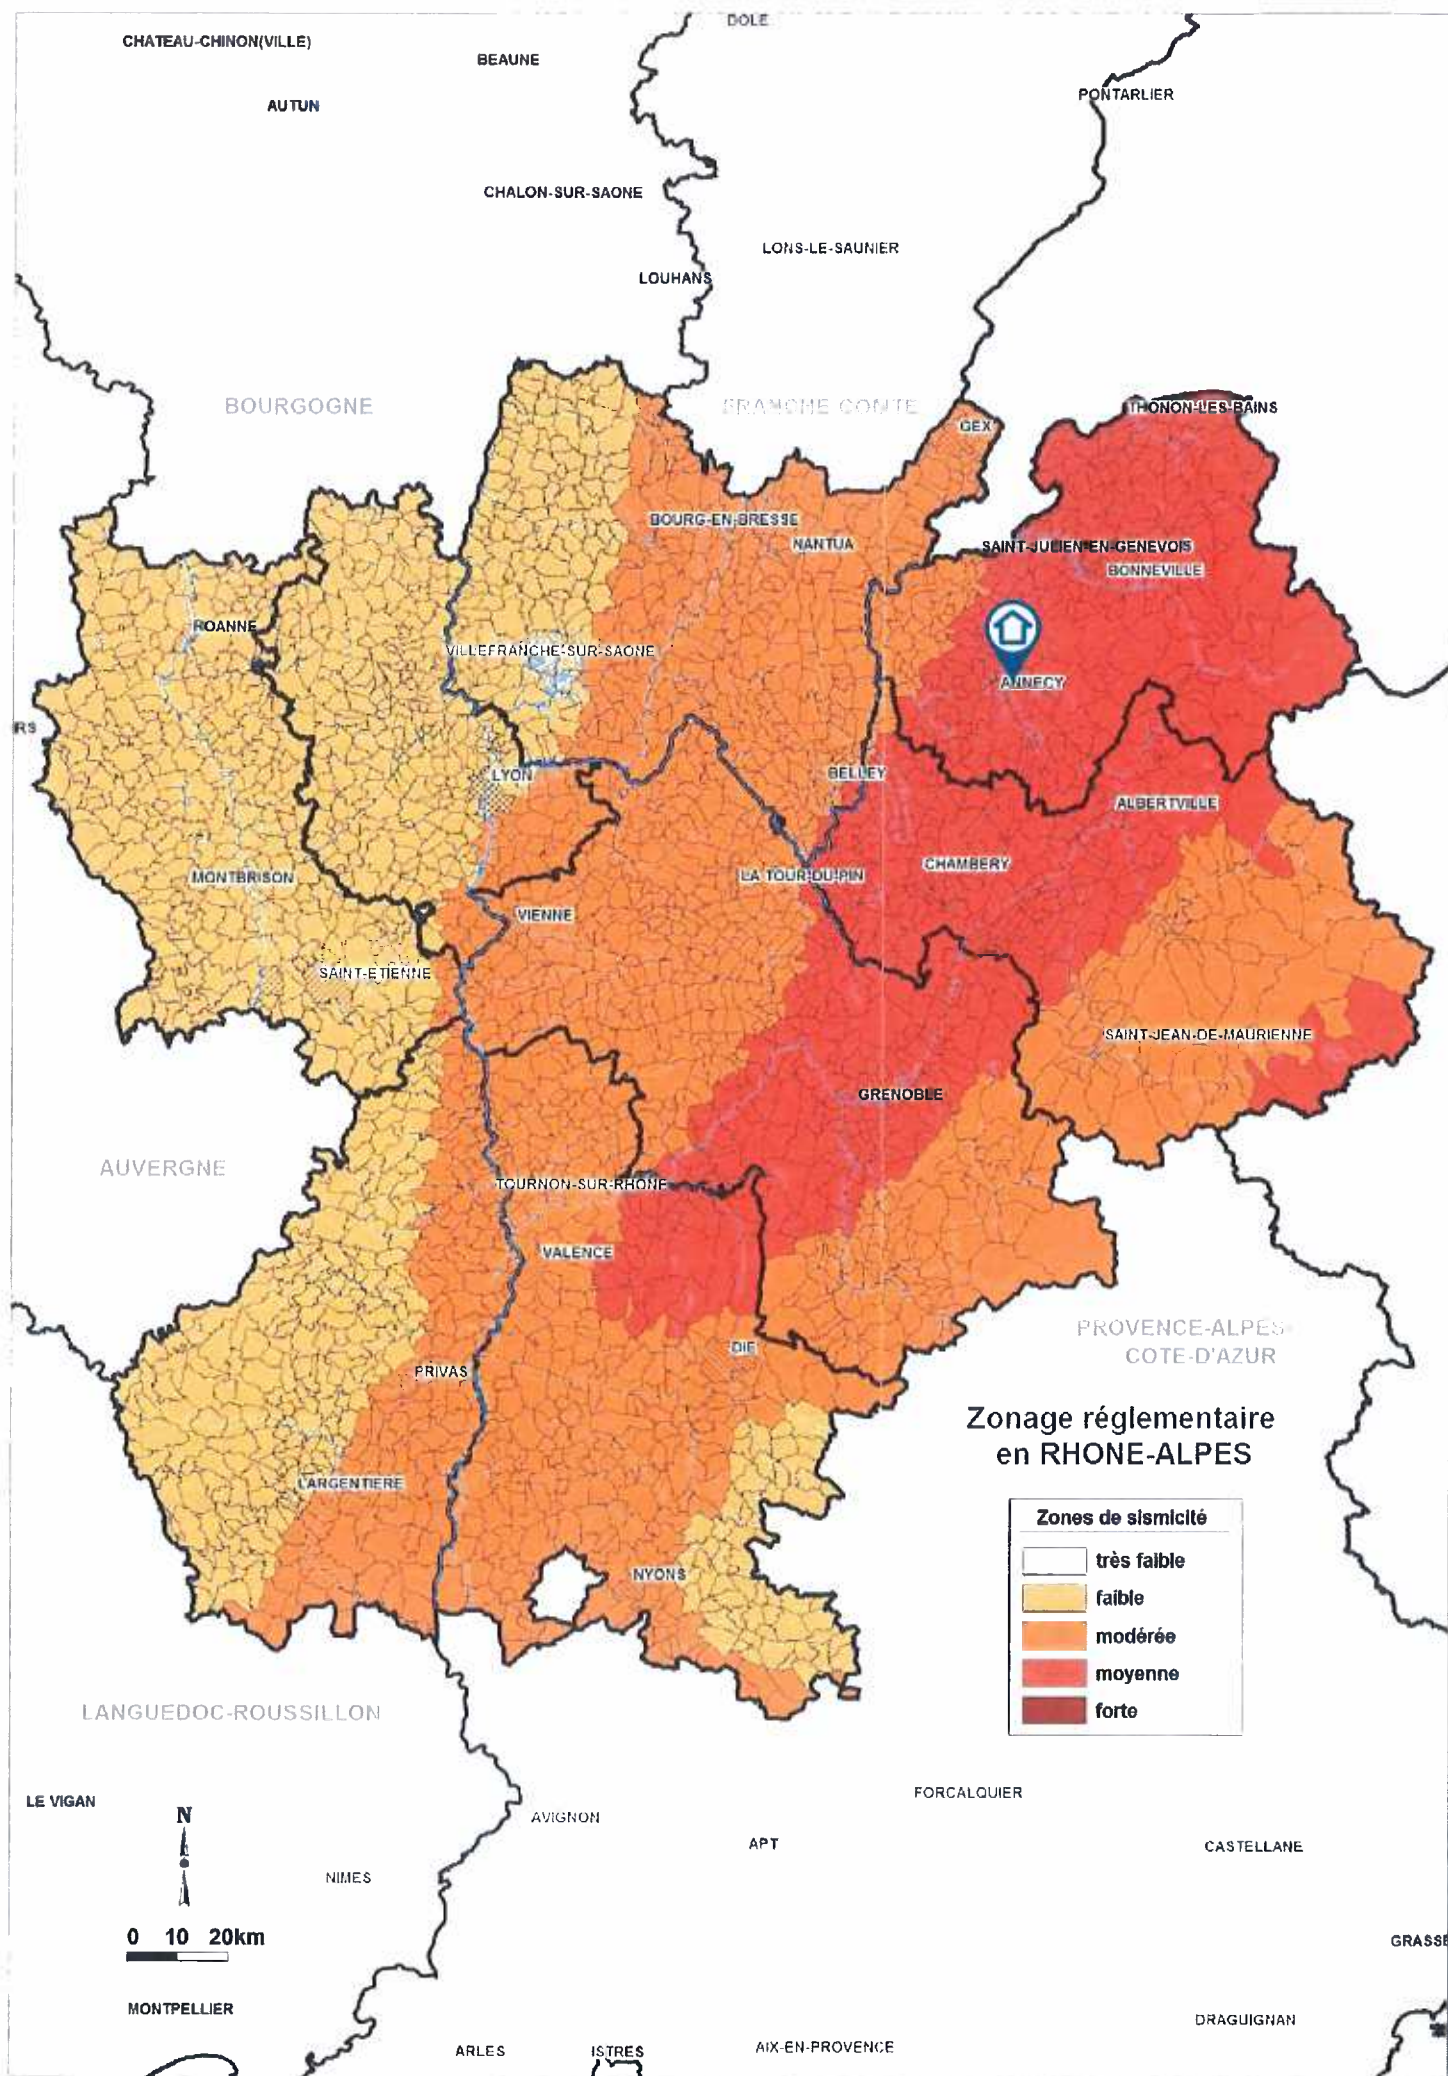 DOLE
CHATEAU-CHINON(VILLE)
BEAUNE
PONTARLIER
AUTUN
CHALON-SUR-SAONE
LONS-LE-SAUNIER
LOUHANS
BOURGOGNE
FRANCHE COMTE
THONON-LES-BAINS
GEX
BOURG-EN-BRESSE
NANTUA
SAINT-JULIEN-EN-GENEVOIS
BONNEVILLE
ROANNE
VILLEFRANCHE-SUR-SAONE
ANNECY
RS
LYON
BELLEY
ALBERTVILLE
MONTBRISON
LA TOUR-DU-PIN
CHAMBERY
VIENNE
SAINT-ETIENNE
SAINT-JEAN-DE-MAURIENNE
GRENOBLE
AUVERGNE
TOURNON-SUR-RHONE
VALENCE
PROVENCE-ALPES-
COTE-D'AZUR
DIE
PRIVAS
Zonage réglementaire
en RHONE-ALPES
LARGENTIERE
Zones de sismicité
très faible
faible
modérée
moyenne
forte
NYONS
LANGUEDOC-ROUSSILLON
LE VIGAN
FORCALQUIER
N
AVIGNON
APT
CASTELLANE
NIMES
0 10 20km
GRASSE
MONTPELLIER
DRAGUIGNAN
ARLES
ISTRES
AIX-EN-PROVENCE